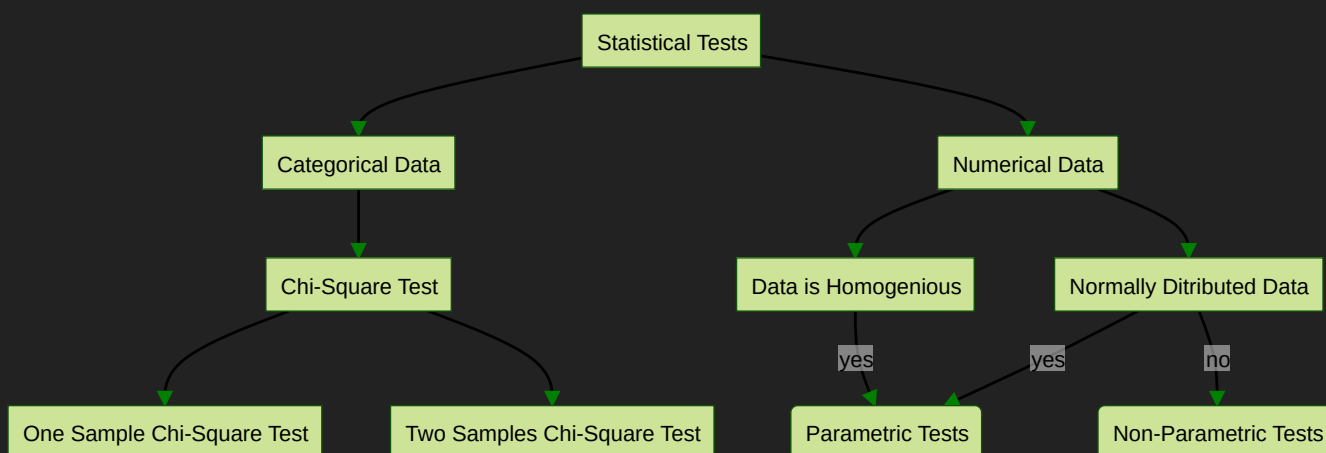 Statistical Tests
Categorical Data
Numerical Data
Chi-Square Test
Data is Homogenious
Normally Ditributed Data
yes
yes
no
One Sample Chi-Square Test
Two Samples Chi-Square Test
Parametric Tests
Non-Parametric Tests